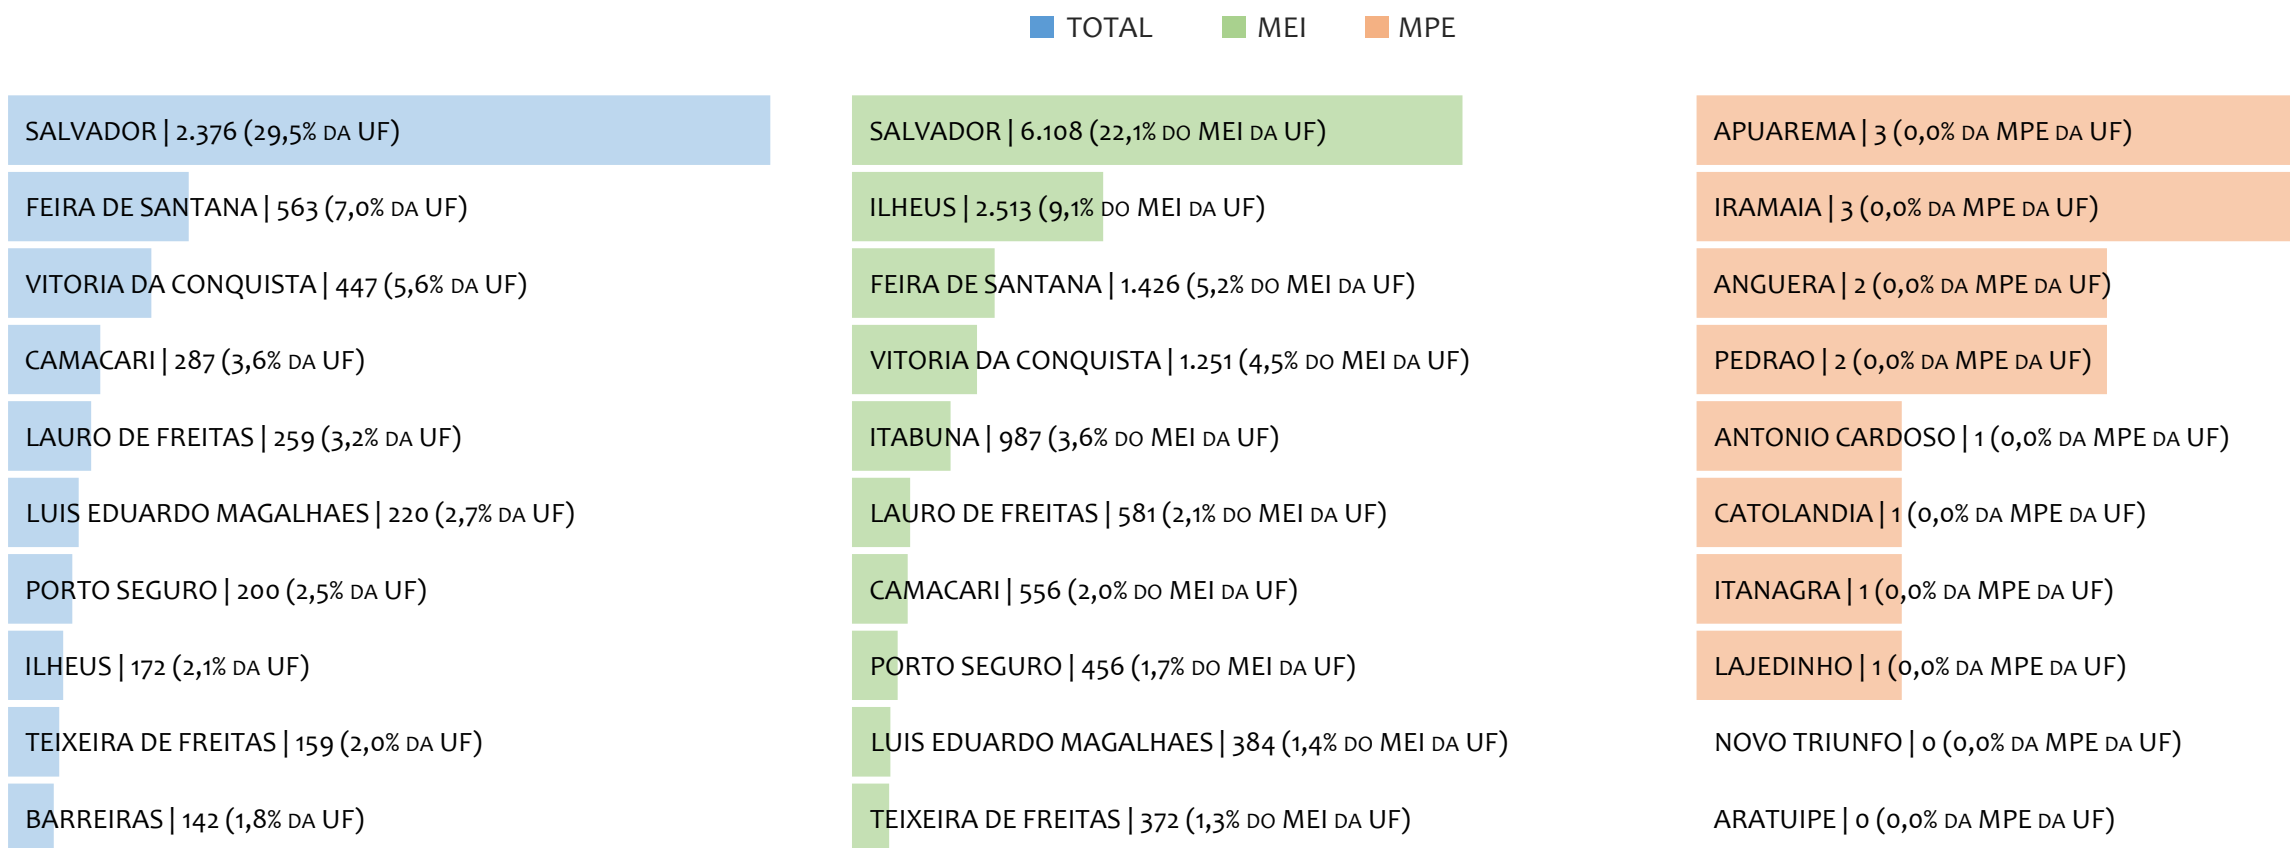 TOTAL MEI MPE
SALVADOR | 2.376 (29,5% DA UF)
FEIRA DE SANTANA | 563 (7,0% DA UF)
VITORIA DA CONQUISTA | 447 (5,6% DA UF)
CAMACARI | 287 (3,6% DA UF)
LAURO DE FREITAS | 259 (3,2% DA UF)
LUIS EDUARDO MAGALHAES | 220 (2,7% DA UF)
PORTO SEGURO | 200 (2,5% DA UF)
ILHEUS | 172 (2,1% DA UF)
TEIXEIRA DE FREITAS | 159 (2,0% DA UF)
BARREIRAS | 142 (1,8% DA UF)
SALVADOR | 6.108 (22,1% DO MEI DA UF)
ILHEUS | 2.513 (9,1% DO MEI DA UF)
FEIRA DE SANTANA | 1.426 (5,2% DO MEI DA UF)
VITORIA DA CONQUISTA | 1.251 (4,5% DO MEI DA UF)
ITABUNA | 987 (3,6% DO MEI DA UF)
LAURO DE FREITAS | 581 (2,1% DO MEI DA UF)
CAMACARI | 556 (2,0% DO MEI DA UF)
PORTO SEGURO | 456 (1,7% DO MEI DA UF)
LUIS EDUARDO MAGALHAES | 384 (1,4% DO MEI DA UF)
TEIXEIRA DE FREITAS | 372 (1,3% DO MEI DA UF)
APUAREMA | 3 (0,0% DA MPE DA UF)
IRAMAIA | 3 (0,0% DA MPE DA UF)
ANGUERA | 2 (0,0% DA MPE DA UF)
PEDRAO | 2 (0,0% DA MPE DA UF)
ANTONIO CARDOSO | 1 (0,0% DA MPE DA UF)
CATOLANDIA | 1 (0,0% DA MPE DA UF)
ITANAGRA | 1 (0,0% DA MPE DA UF)
LAJEDINHO | 1 (0,0% DA MPE DA UF)
NOVO TRIUNFO | 0 (0,0% DA MPE DA UF)
ARATUIPE | 0 (0,0% DA MPE DA UF)